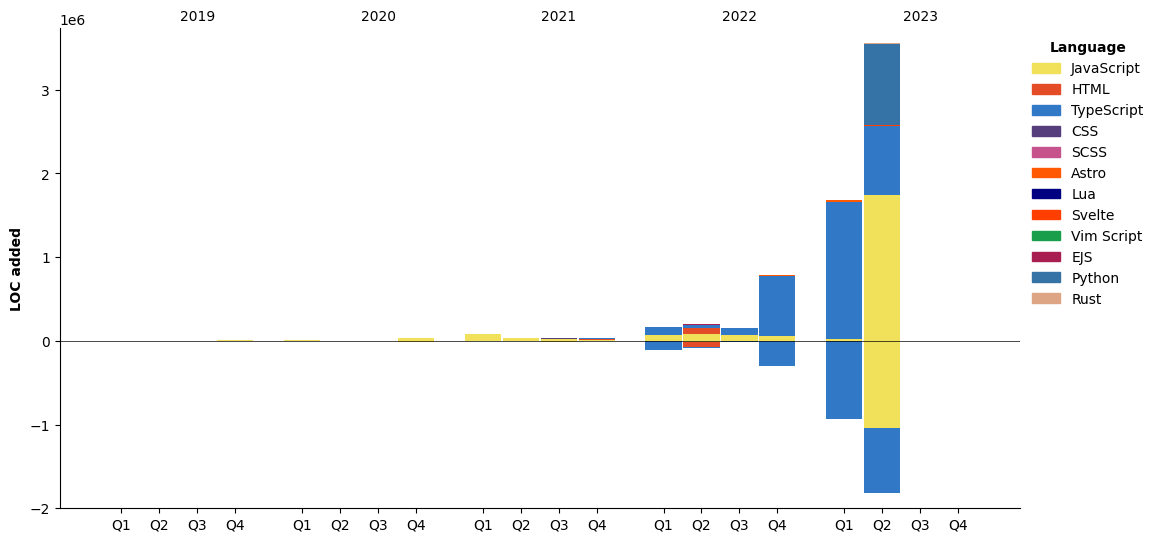 2019 2020 2021 2022 2023
1e6
3
2
1
0
−1
−2
LOC added
Q1 Q2 Q3 Q4 Q1 Q2 Q3 Q4 Q1 Q2 Q3 Q4 Q1 Q2 Q3 Q4 Q1 Q2 Q3 Q4
Language
JavaScript
HTML
TypeScript
CSS
SCSS
Astro
Lua
Svelte
Vim Script
EJS
Python
Rust